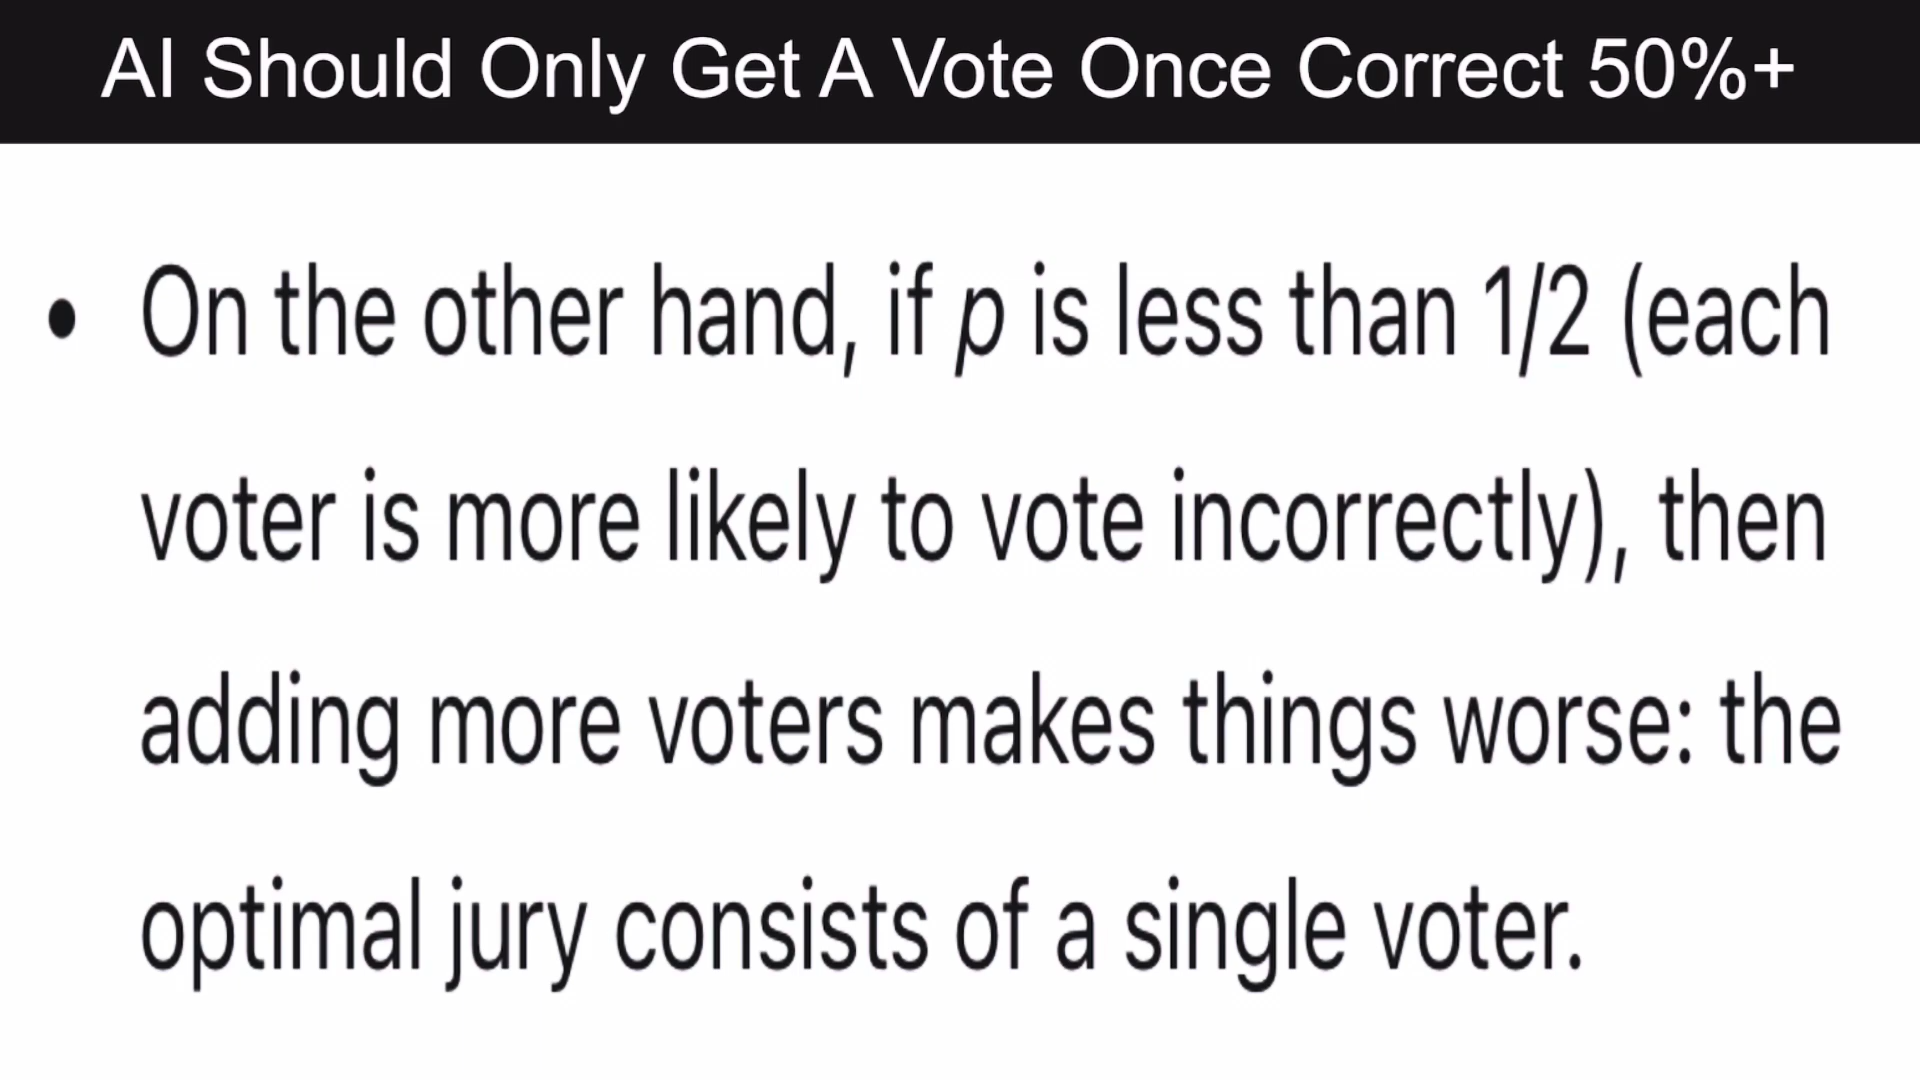 AI Should Only Get A Vote Once Correct 50%+
• On the other hand, if p is less than 1/2 (each
voter is more likely to vote incorrectly), then
adding more voters makes things worse: the
optimal jury consists of a single voter.